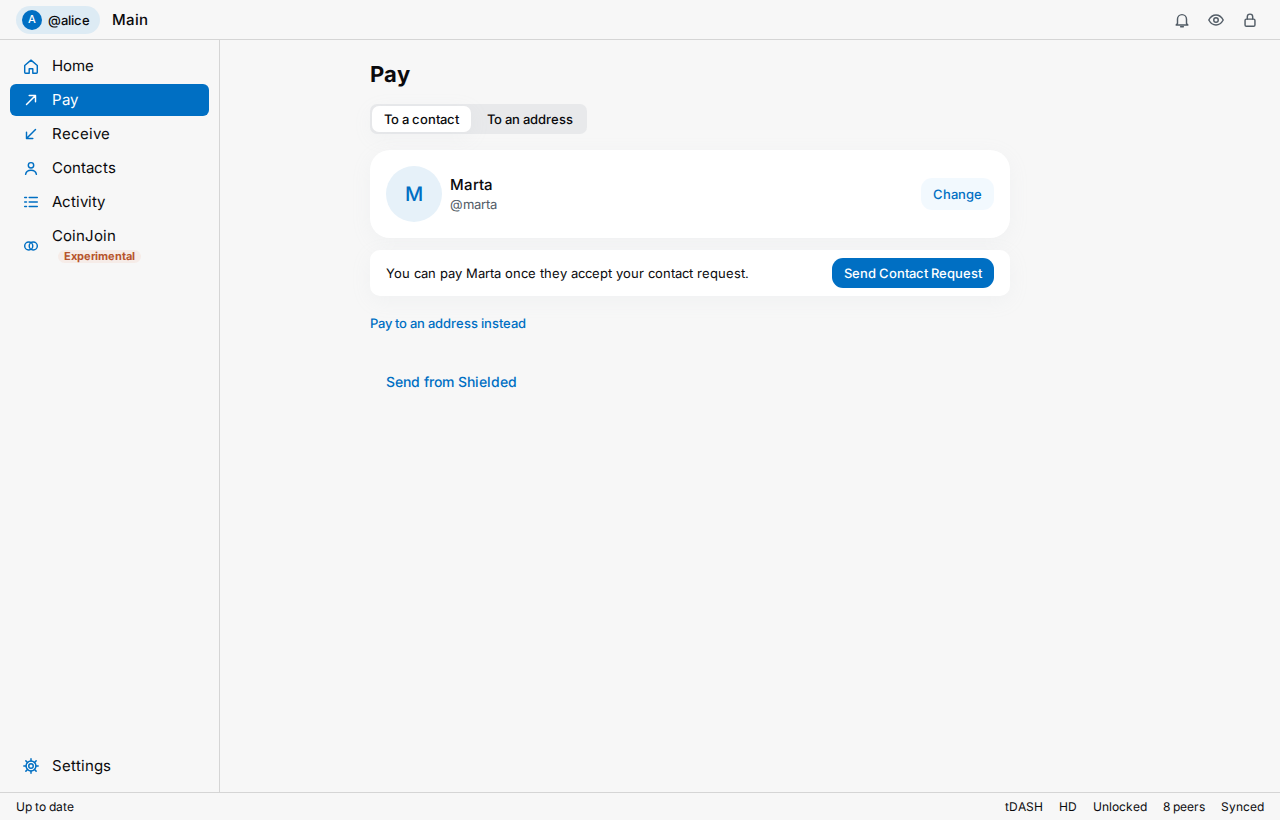 A @alice Main
Home
Pay
Receive
Contacts
Activity
CoinJoin
Experimental
Settings
Pay
To a contact To an address
M
Marta
@marta
Change
You can pay Marta once they accept your contact request. Send Contact Request
Pay to an address instead
Send from Shielded
Up to date tDASH HD Unlocked 8 peers Synced